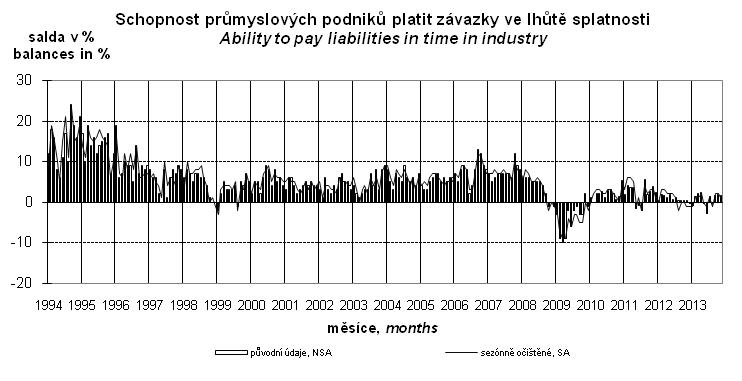 Schopnost průmyslových podniků platit závazky ve lhůtě splatnosti
Ability to pay liabilities in time in industry
salda v %
balances in %
30
20
10
0
-10
-20
1994 1995 1996 1997 1998 1999 2000 2001 2002 2003 2004 2005 2006 2007 2008 2009 2010 2011 2012 2013
měsíce, months
původní údaje, NSA
sezónně očištěné, SA